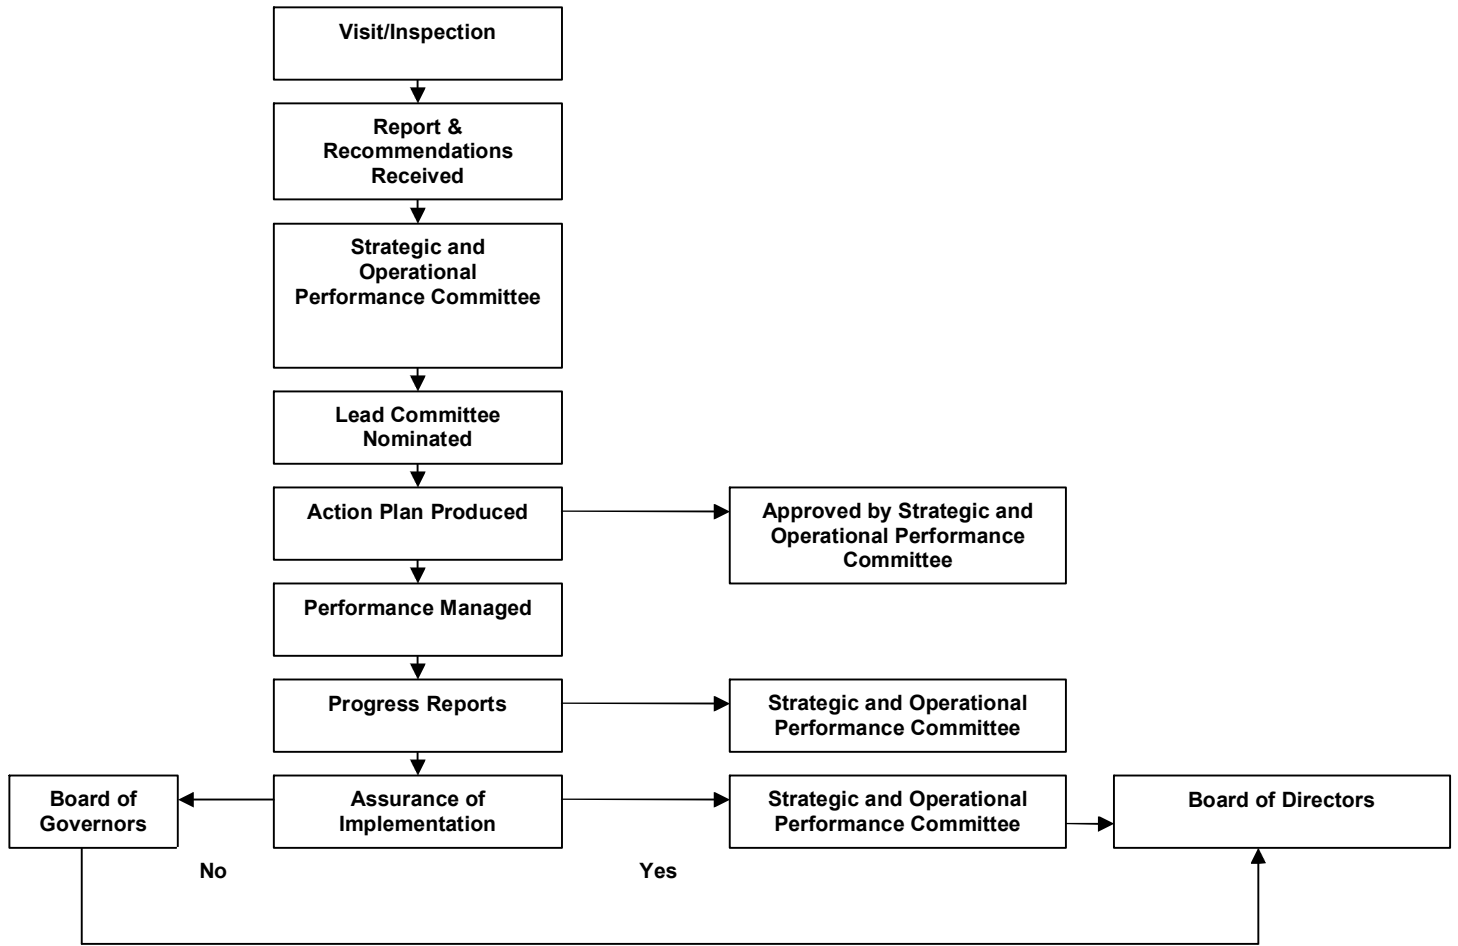 Visit/Inspection
Report &
Recommendations
Received
Strategic and
Operational
Performance Committee
Lead Committee
Nominated
Action Plan Produced
Approved by Strategic and
Operational Performance
Committee
Performance Managed
Progress Reports
Strategic and Operational
Performance Committee
Board of
Governors
Assurance of
Implementation
Strategic and Operational
Performance Committee
Board of Directors
No
Yes